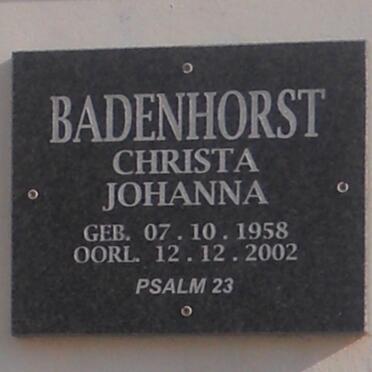 BADENHORST
CHRISTA
JOHANNA
GEB. 07.10.1958
OORL. 12.12.2002
PSALM 23